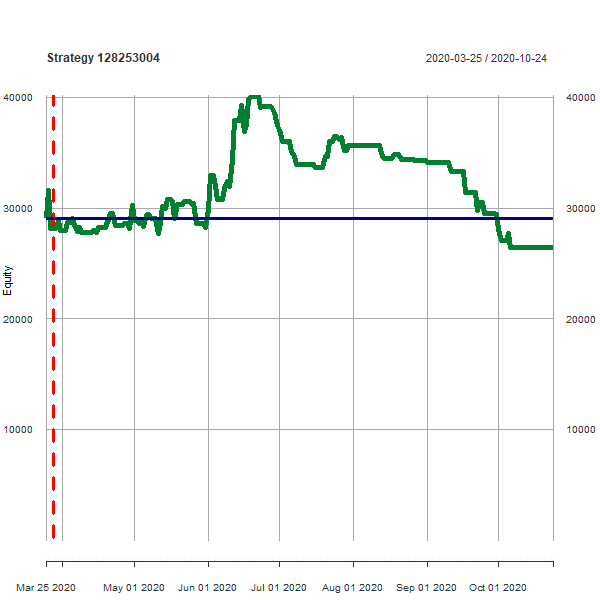 Strategy 128253004
2020-03-25 / 2020-10-24
40000
40000
30000
30000
20000
20000
10000
10000
Equity
Mar 25 2020
May 01 2020
Jun 01 2020
Jul 01 2020
Aug 01 2020
Sep 01 2020
Oct 01 2020